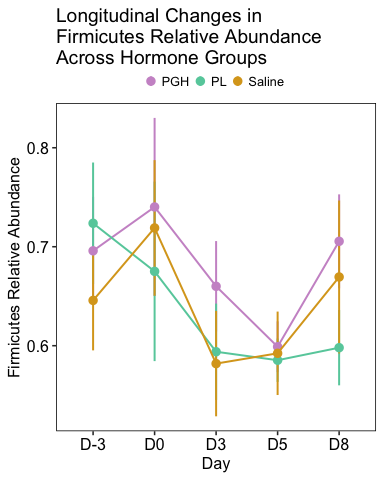 Longitudinal Changes in
Firmicutes Relative Abundance
Across Hormone Groups
PGH PL Saline
Firmicutes Relative Abundance
0.8
0.7
0.6
D-3 D0 D3 D5 D8
Day